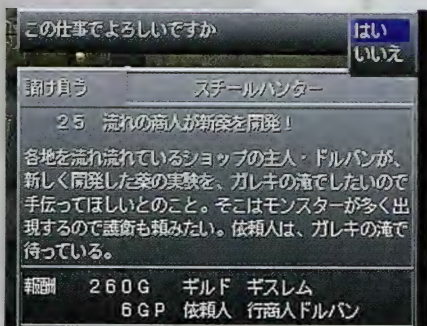 この仕事でよろしいですか
はい
いいえ
請け負う スチールハンター
25 流れの商人が新薬を開発!
各地を流れ流れているショップの主人・ドルバンが、
新しく開発した薬の実験を、ガレキの滝でしたいので
手伝ってほしいとのこと。そこはモンスターが多く出
現するので護衛も頼みたい。依頼人は、ガレキの滝で
待っている。
報酬 260G ギルド ギスレム
6GP 依頼人 行商人ドルバン